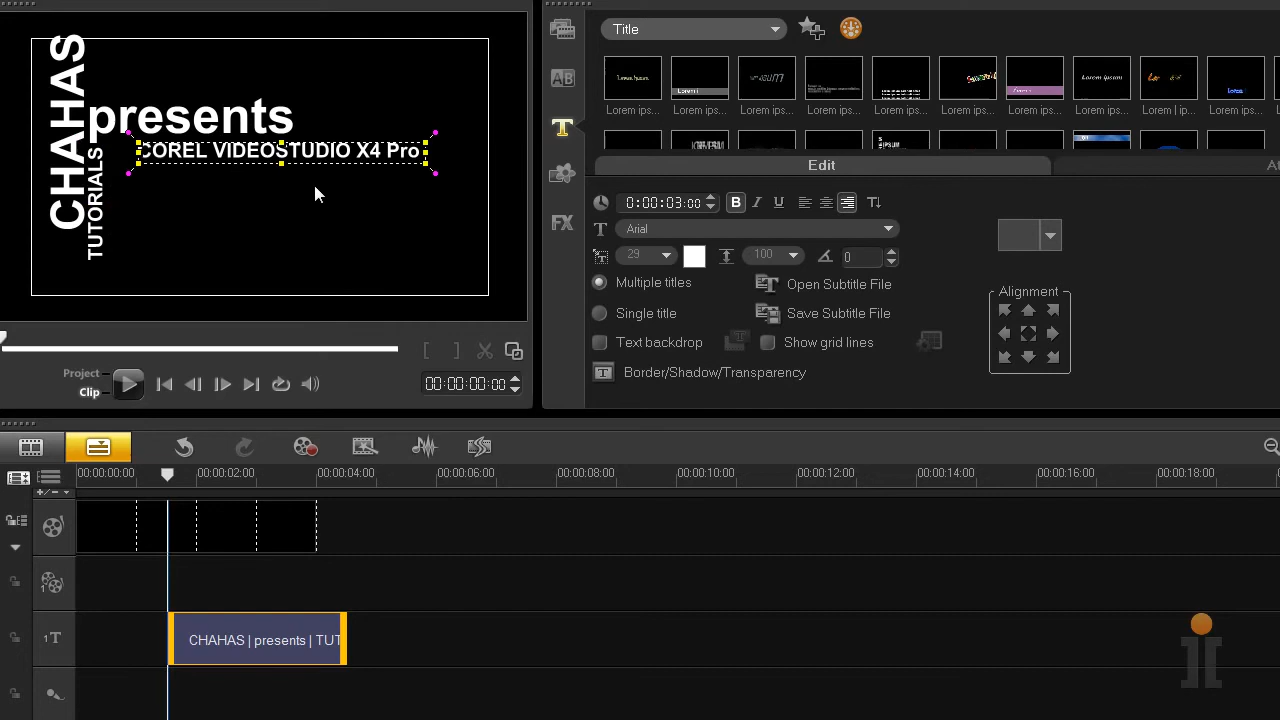 CHAHAS
TUTORIALS
presents
COREL VIDEOSTUDIO X4 Pro
Project
Clip
00:00:00:00
Title
Lorem ips...
Lorem ips...
Lorem ips...
Lorem ips...
Lorem ips...
Lorem ips...
Lorem ips...
Lorem ips...
Lorem | ip...
Lorem ips...
Edit
0:00:03:00
B I U
Arial
29
100
0
Multiple titles
Open Subtitle File
Single title
Save Subtitle File
Text backdrop
Show grid lines
Border/Shadow/Transparency
Alignment
AB
T
FX
00:00:00:00
00:00:02:00
00:00:04:00
00:00:06:00
00:00:08:00
00:00:10:00
00:00:12:00
00:00:14:00
00:00:16:00
00:00:18:00
CHAHAS | presents | TUT